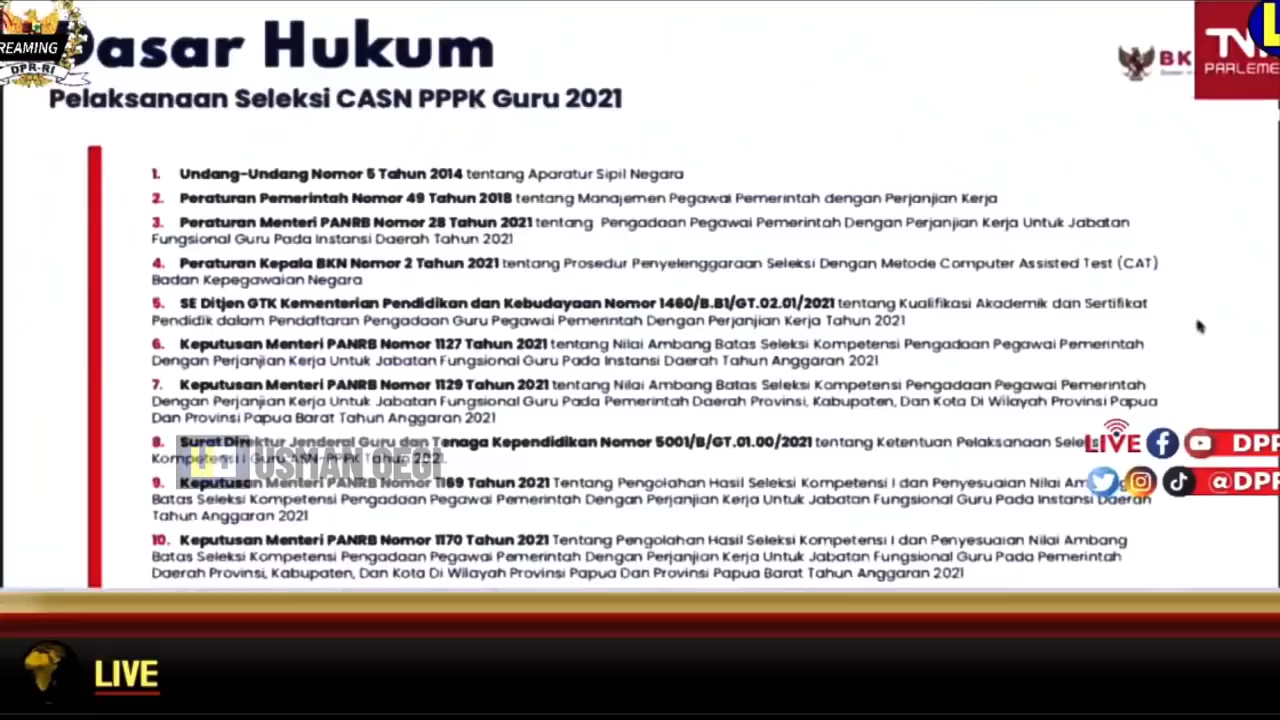 REAMING
DPR-RI
Dasar Hukum
Pelaksanaan Seleksi CASN PPPK Guru 2021
BK
TV
PARLEME
1. Undang-Undang Nomor 5 Tahun 2014 tentang Aparatur Sipil Negara
2. Peraturan Pemerintah Nomor 49 Tahun 2018 tentang Manajemen Pegawai Pemerintah dengan Perjanjian Kerja
3. Peraturan Menteri PANRB Nomor 28 Tahun 2021 tentang Pengadaan Pegawai Pemerintah Dengan Perjanjian Kerja Untuk Jabatan
Fungsional Guru Pada Instansi Daerah Tahun 2021
4. Peraturan Kepala BKN Nomor 2 Tahun 2021 tentang Prosedur Penyelenggaraan Seleksi Dengan Metode Computer Assisted Test (CAT)
Badan Kepegawaian Negara
5. SE Ditjen GTK Kementerian Pendidikan dan Kebudayaan Nomor 1460/B.B1/GT.02.01/2021 tentang Kualifikasi Akademik dan Sertifikat
Pendidik dalam Pendaftaran Pengadaan Guru Pegawai Pemerintah Dengan Perjanjian Kerja Tahun 2021
6. Keputusan Menteri PANRB Nomor 1127 Tahun 2021 tentang Nilai Ambang Batas Seleksi Kompetensi Pengadaan Pegawai Pemerintah
Dengan Perjanjian Kerja Untuk Jabatan Fungsional Guru Pada Instansi Daerah Tahun Anggaran 2021
7. Keputusan Menteri PANRB Nomor 1129 Tahun 2021 tentang Nilai Ambang Batas Seleksi Kompetensi Pengadaan Pegawai Pemerintah
Dengan Perjanjian Kerja Untuk Jabatan Fungsional Guru Pada Pemerintah Daerah Provinsi, Kabupaten, Dan Kota Di Wilayah Provinsi Papua
Dan Provinsi Papua Barat Tahun Anggaran 2021
8. Surat Direktur Jenderal Guru dan Tenaga Kependidikan Nomor 5001/B/GT.01.00/2021 tentang Ketentuan Pelaksanaan Sele
Kompetensi I Guru ASN-PPPK Tahun 2021
USMAN OEGI
LIVE
DPR
9. Keputusan Menteri PANRB Nomor 1169 Tahun 2021 Tentang Pengolahan Hasil Seleksi Kompetensi I dan Penyesuaian Nilai Am
@DPR
Batas Seleksi Kompetensi Pengadaan Pegawai Pemerintah Dengan Perjanjian Kerja Untuk Jabatan Fungsional Guru Pada Instansi Daerah
Tahun Anggaran 2021
10. Keputusan Menteri PANRB Nomor 1170 Tahun 2021 Tentang Pengolahan Hasil Seleksi Kompetensi I dan Penyesuaian Nilai Ambang
Batas Seleksi Kompetensi Pengadaan Pegawai Pemerintah Dengan Perjanjian Kerja Untuk Jabatan Fungsional Guru Pada Pemerintah
Daerah Provinsi, Kabupaten, Dan Kota Di Wilayah Provinsi Papua Dan Provinsi Papua Barat Tahun Anggaran 2021
LIVE